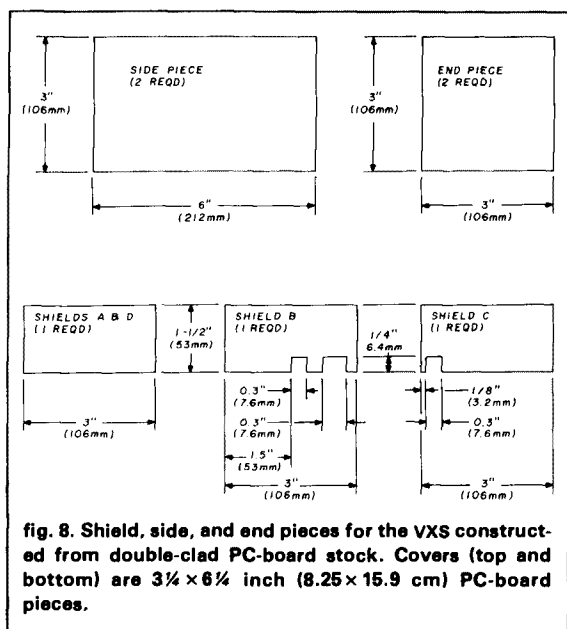 SIDE PIECE
(2 REQD)
3"
(106mm)
6"
(212mm)
END PIECE
(2 REQD)
3"
(106mm)
3"
(106mm)
SHIELDS A & D
(1 REQD)
1-1/2"
(53mm)
3"
(106mm)
SHIELD B
(1 REQD)
1/4"
6.4mm
0.3"
(7.6mm)
0.3"
(7.6mm)
1.5"
(53mm)
3"
(106mm)
SHIELD C
(1 REQD)
1/8"
(3.2mm)
0.3"
(7.6mm)
3"
(106mm)
fig. 8. Shield, side, and end pieces for the VXS construct-
ed from double-clad PC-board stock. Covers (top and
bottom) are 3¼ × 6¼ inch (8.25 × 15.9 cm) PC-board
pieces.